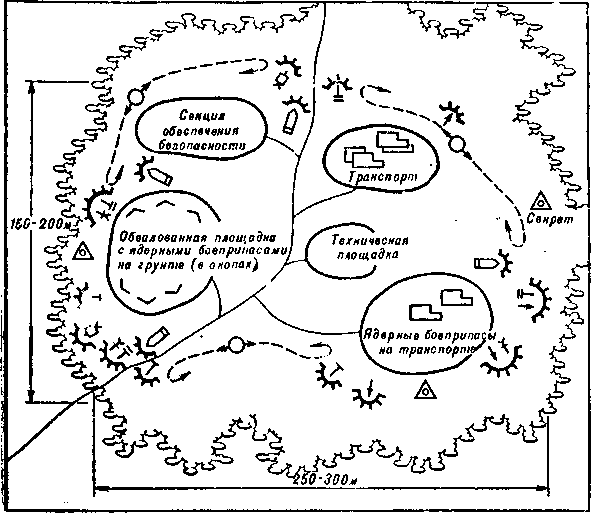 Секция
обеспечения
безопасности
Транспорт
Секрет
150-200м
Обвалованная площадка
с ядерными боеприпасами
на грунте (в окопах)
Техническая
площадка
Ядерные боеприпасы
на транспорте
250-300м